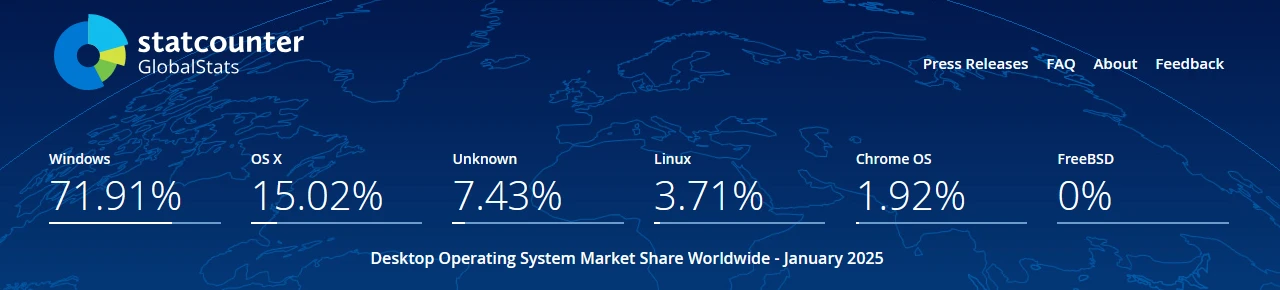 statcounter
GlobalStats
Press Releases FAQ About Feedback
Windows OS X Unknown Linux Chrome OS FreeBSD
71.91% 15.02% 7.43% 3.71% 1.92% 0%
Desktop Operating System Market Share Worldwide - January 2025